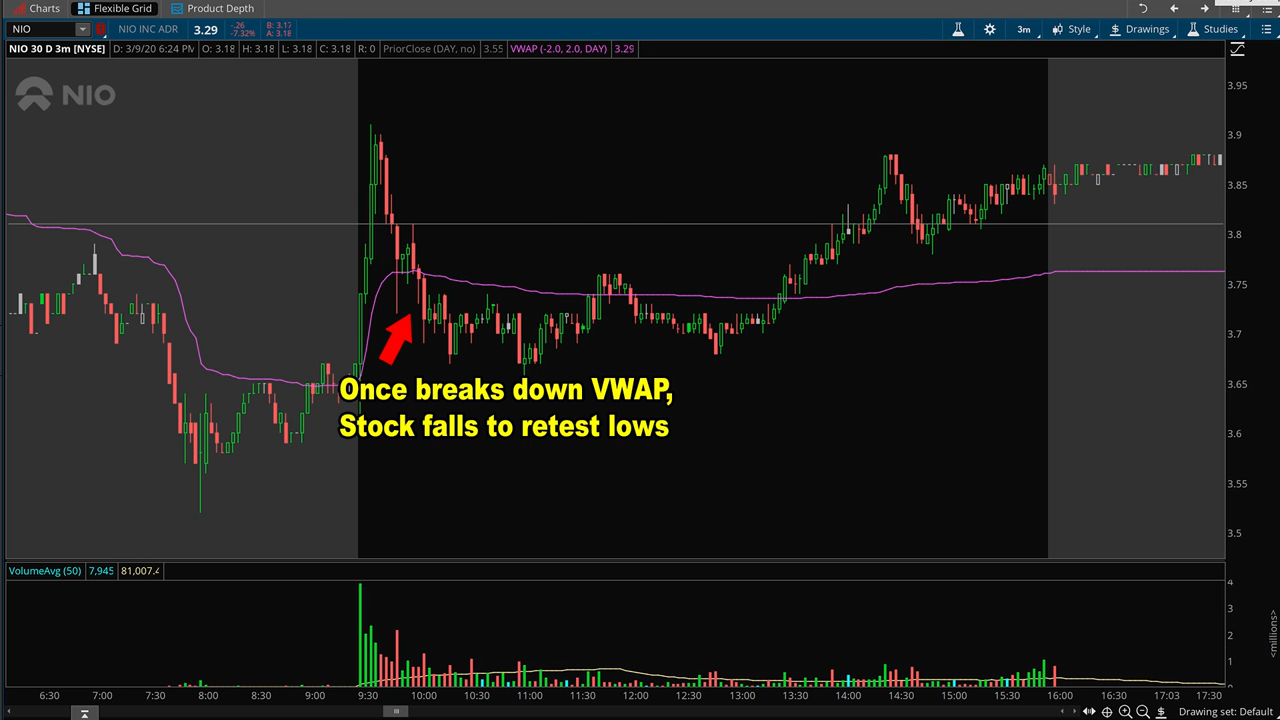 Charts Flexible Grid Product Depth
NIO NIO INC ADR 3.29 -.26 B: 3.17
-7.32% A: 3.18
3m Style Drawings Studies
NIO 30 D 3m [NYSE] D: 3/9/20 6:24 PM O: 3.18 H: 3.18 L: 3.18 C: 3.18 R: 0 PriorClose (DAY, no) 3.55 VWAP (-2.0, 2.0, DAY) 3.29
NIO
3.95
3.9
3.85
3.8
3.75
3.7
3.65
3.6
3.55
3.5
Once breaks down VWAP,
Stock falls to retest lows
VolumeAvg (50) 7,945 81,007.4
4
3
2
1
<millions>
6:30 7:00 7:30 8:00 8:30 9:00 9:30 10:00 10:30 11:00 11:30 12:00 12:30 13:00 13:30 14:00 14:30 15:00 15:30 16:00 16:30 17:03 17:30
Drawing set: Default